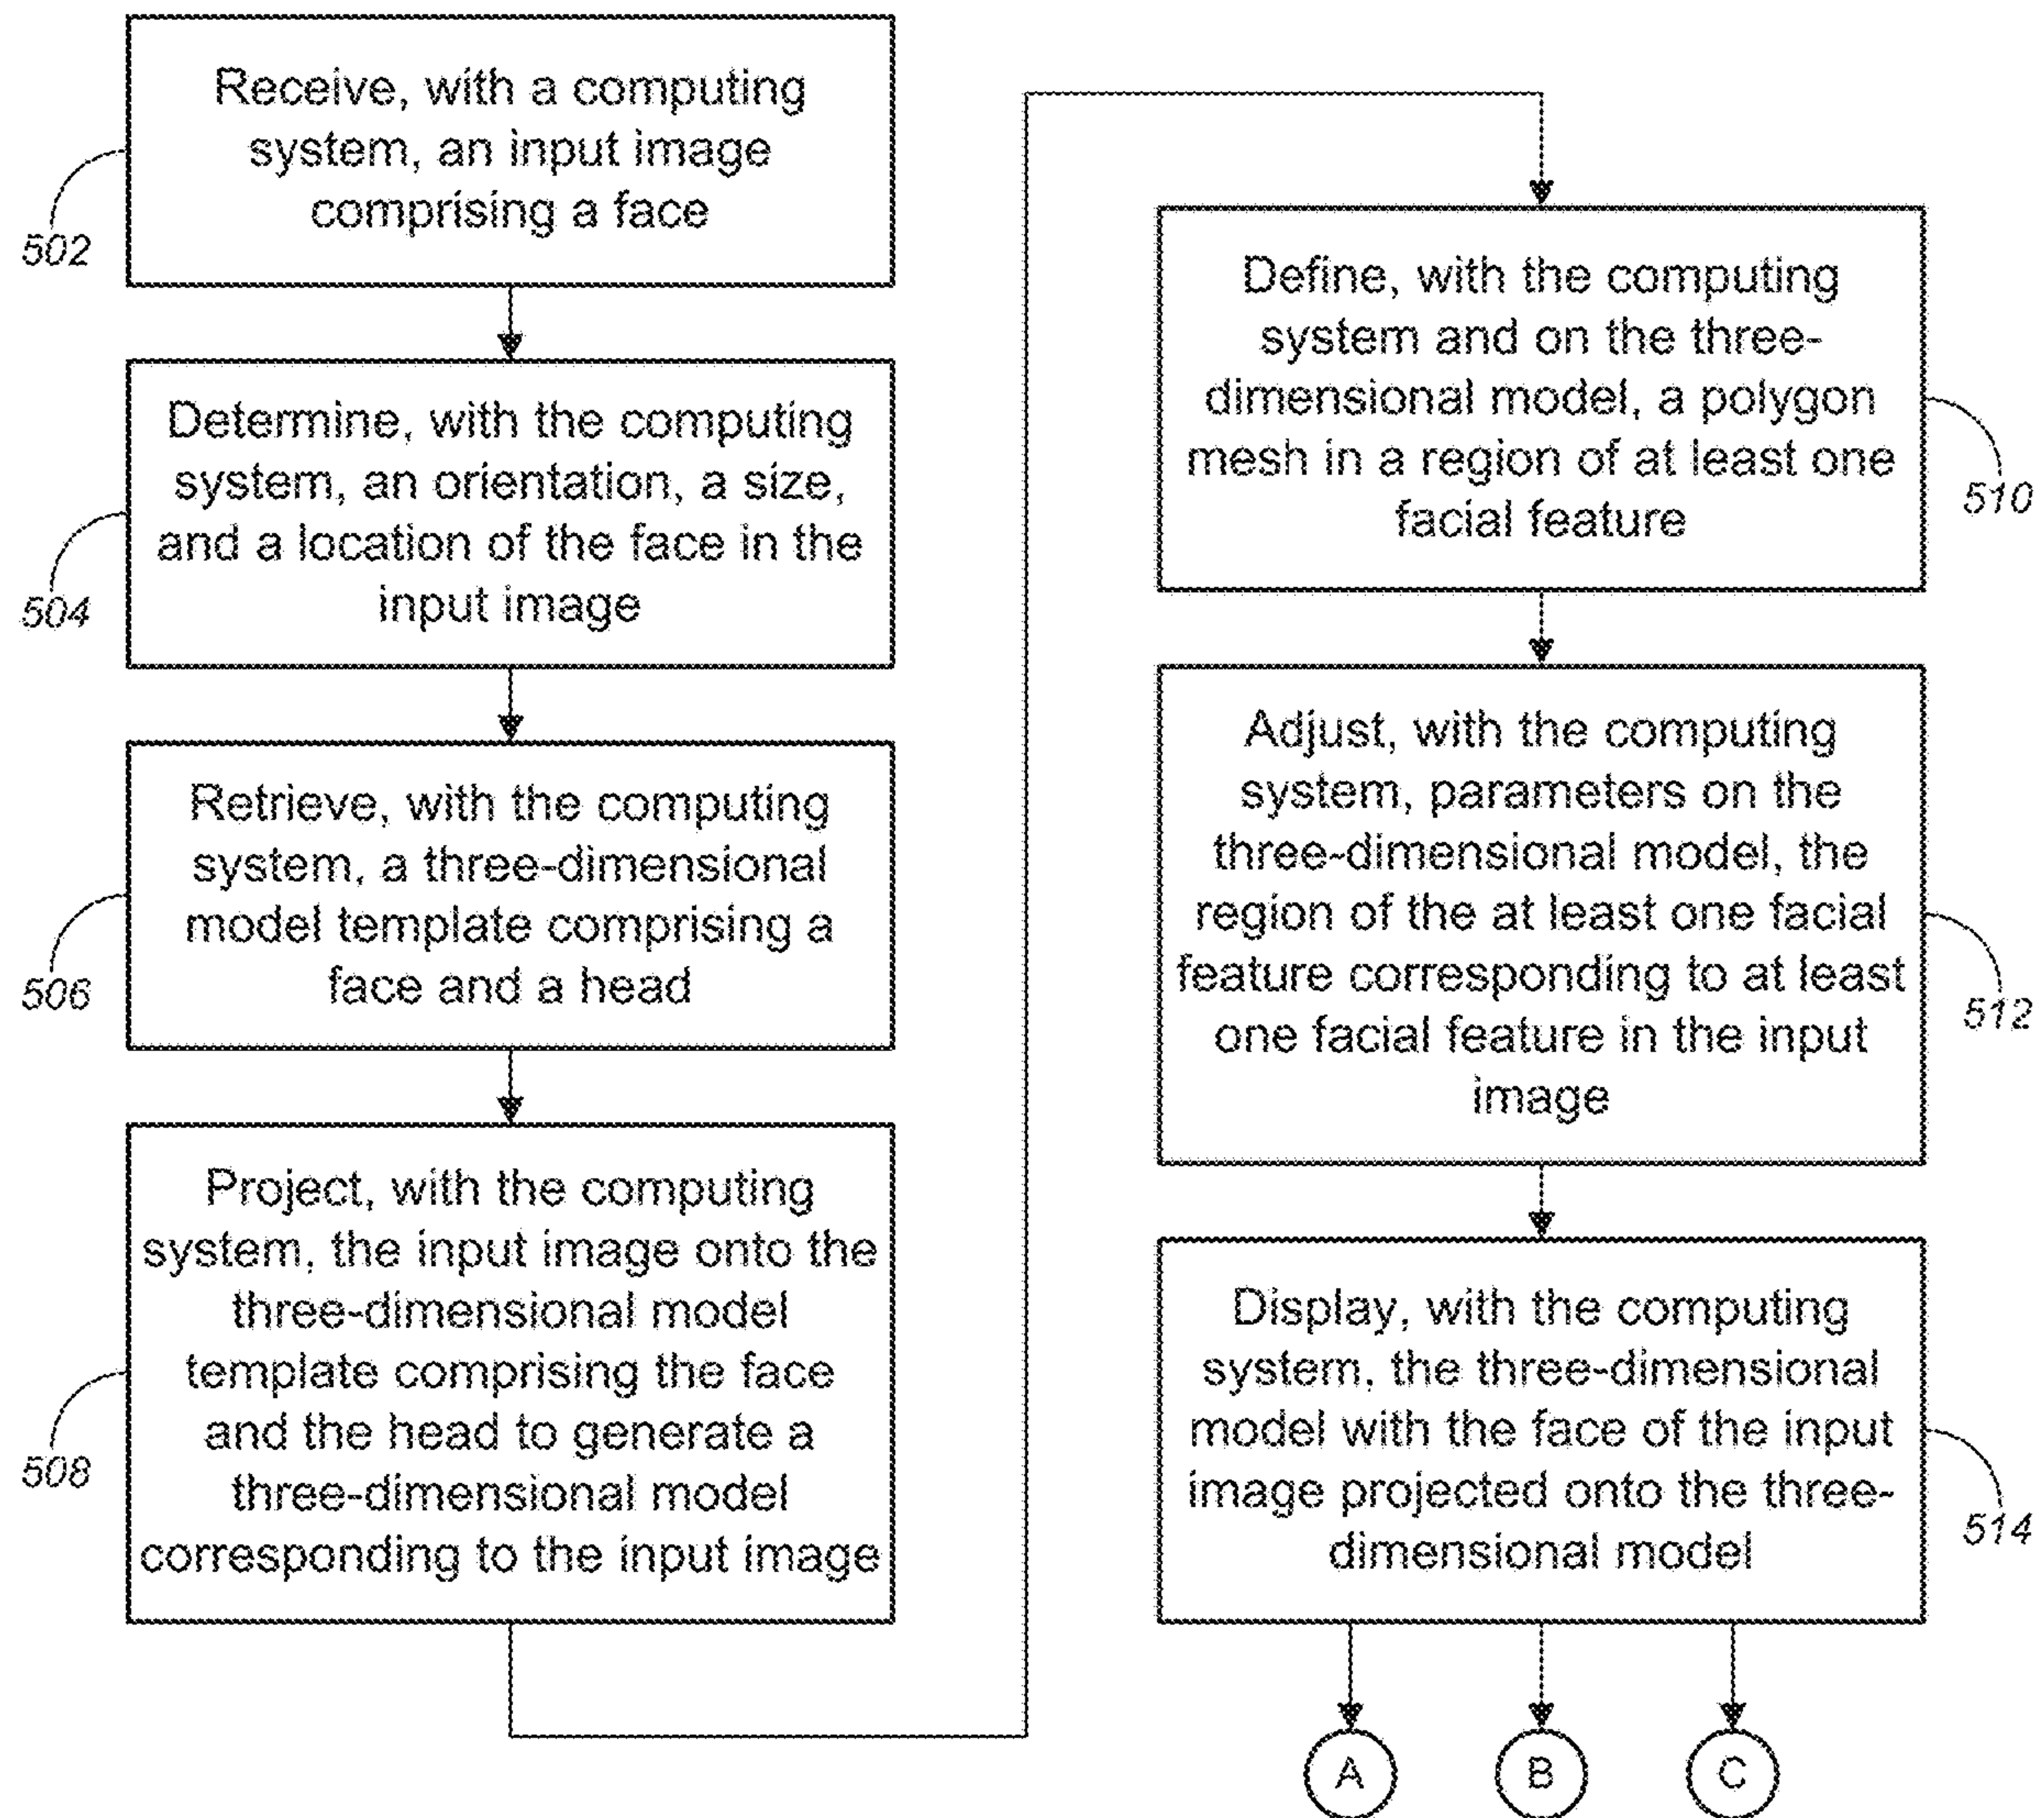 Receive, with a computing
system, an input image
comprising a face
502
Determine, with the computing
system, an orientation, a size,
and a location of the face in the
input image
504
Retrieve, with the computing
system, a three-dimensional
model template comprising a
face and a head
506
Project, with the computing
system, the input image onto the
three-dimensional model
template comprising the face
and the head to generate a
three-dimensional model
corresponding to the input image
508
Define, with the computing
system and on the three-
dimensional model, a polygon
mesh in a region of at least one
facial feature
510
Adjust, with the computing
system, parameters on the
three-dimensional model, the
region of the at least one facial
feature corresponding to at least
one facial feature in the input
image
512
Display, with the computing
system, the three-dimensional
model with the face of the input
image projected onto the three-
dimensional model
514
A B C